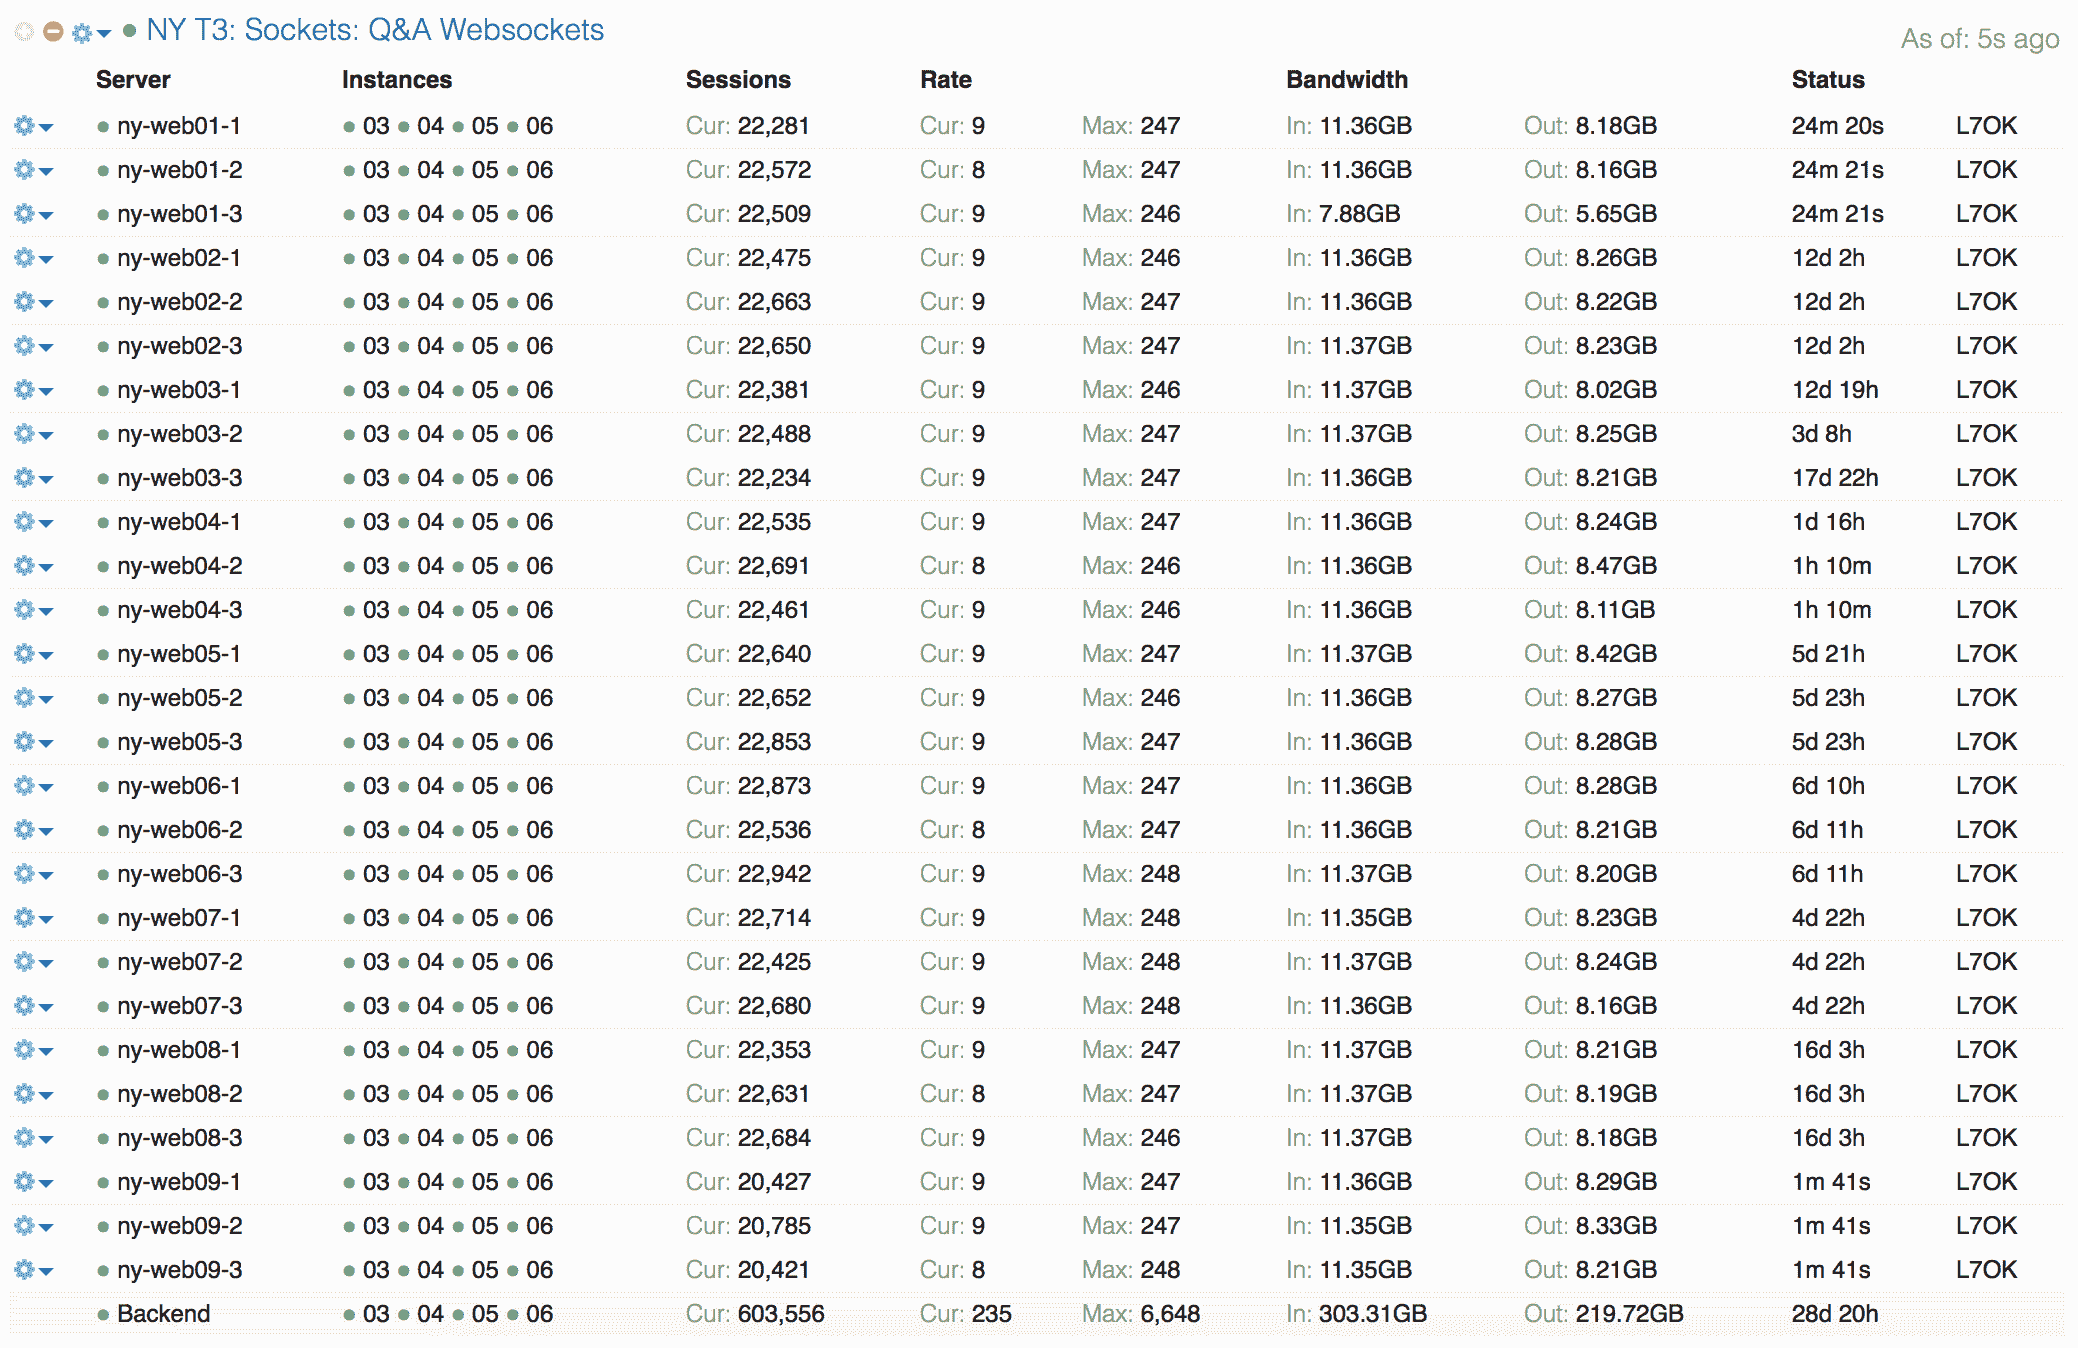 NY T3: Sockets: Q&A Websockets
As of: 5s ago
Server Instances Sessions Rate Bandwidth Status
ny-web01-1 03 04 05 06 Cur: 22,281 Cur: 9 Max: 247 In: 11.36GB Out: 8.18GB 24m 20s L7OK
ny-web01-2 03 04 05 06 Cur: 22,572 Cur: 8 Max: 247 In: 11.36GB Out: 8.16GB 24m 21s L7OK
ny-web01-3 03 04 05 06 Cur: 22,509 Cur: 9 Max: 246 In: 7.88GB Out: 5.65GB 24m 21s L7OK
ny-web02-1 03 04 05 06 Cur: 22,475 Cur: 9 Max: 246 In: 11.36GB Out: 8.26GB 12d 2h L7OK
ny-web02-2 03 04 05 06 Cur: 22,663 Cur: 9 Max: 247 In: 11.36GB Out: 8.22GB 12d 2h L7OK
ny-web02-3 03 04 05 06 Cur: 22,650 Cur: 9 Max: 247 In: 11.37GB Out: 8.23GB 12d 2h L7OK
ny-web03-1 03 04 05 06 Cur: 22,381 Cur: 9 Max: 246 In: 11.37GB Out: 8.02GB 12d 19h L7OK
ny-web03-2 03 04 05 06 Cur: 22,488 Cur: 9 Max: 247 In: 11.37GB Out: 8.25GB 3d 8h L7OK
ny-web03-3 03 04 05 06 Cur: 22,234 Cur: 9 Max: 247 In: 11.36GB Out: 8.21GB 17d 22h L7OK
ny-web04-1 03 04 05 06 Cur: 22,535 Cur: 9 Max: 247 In: 11.36GB Out: 8.24GB 1d 16h L7OK
ny-web04-2 03 04 05 06 Cur: 22,691 Cur: 8 Max: 246 In: 11.36GB Out: 8.47GB 1h 10m L7OK
ny-web04-3 03 04 05 06 Cur: 22,461 Cur: 9 Max: 246 In: 11.36GB Out: 8.11GB 1h 10m L7OK
ny-web05-1 03 04 05 06 Cur: 22,640 Cur: 9 Max: 247 In: 11.37GB Out: 8.42GB 5d 21h L7OK
ny-web05-2 03 04 05 06 Cur: 22,652 Cur: 9 Max: 246 In: 11.36GB Out: 8.27GB 5d 23h L7OK
ny-web05-3 03 04 05 06 Cur: 22,853 Cur: 9 Max: 247 In: 11.36GB Out: 8.28GB 5d 23h L7OK
ny-web06-1 03 04 05 06 Cur: 22,873 Cur: 9 Max: 247 In: 11.36GB Out: 8.28GB 6d 10h L7OK
ny-web06-2 03 04 05 06 Cur: 22,536 Cur: 8 Max: 247 In: 11.36GB Out: 8.21GB 6d 11h L7OK
ny-web06-3 03 04 05 06 Cur: 22,942 Cur: 9 Max: 248 In: 11.37GB Out: 8.20GB 6d 11h L7OK
ny-web07-1 03 04 05 06 Cur: 22,714 Cur: 9 Max: 248 In: 11.35GB Out: 8.23GB 4d 22h L7OK
ny-web07-2 03 04 05 06 Cur: 22,425 Cur: 9 Max: 248 In: 11.37GB Out: 8.24GB 4d 22h L7OK
ny-web07-3 03 04 05 06 Cur: 22,680 Cur: 9 Max: 248 In: 11.36GB Out: 8.16GB 4d 22h L7OK
ny-web08-1 03 04 05 06 Cur: 22,353 Cur: 9 Max: 247 In: 11.37GB Out: 8.21GB 16d 3h L7OK
ny-web08-2 03 04 05 06 Cur: 22,631 Cur: 8 Max: 247 In: 11.37GB Out: 8.19GB 16d 3h L7OK
ny-web08-3 03 04 05 06 Cur: 22,684 Cur: 9 Max: 246 In: 11.37GB Out: 8.18GB 16d 3h L7OK
ny-web09-1 03 04 05 06 Cur: 20,427 Cur: 9 Max: 247 In: 11.36GB Out: 8.29GB 1m 41s L7OK
ny-web09-2 03 04 05 06 Cur: 20,785 Cur: 9 Max: 247 In: 11.35GB Out: 8.33GB 1m 41s L7OK
ny-web09-3 03 04 05 06 Cur: 20,421 Cur: 8 Max: 248 In: 11.35GB Out: 8.21GB 1m 41s L7OK
Backend 03 04 05 06 Cur: 603,556 Cur: 235 Max: 6,648 In: 303.31GB Out: 219.72GB 28d 20h